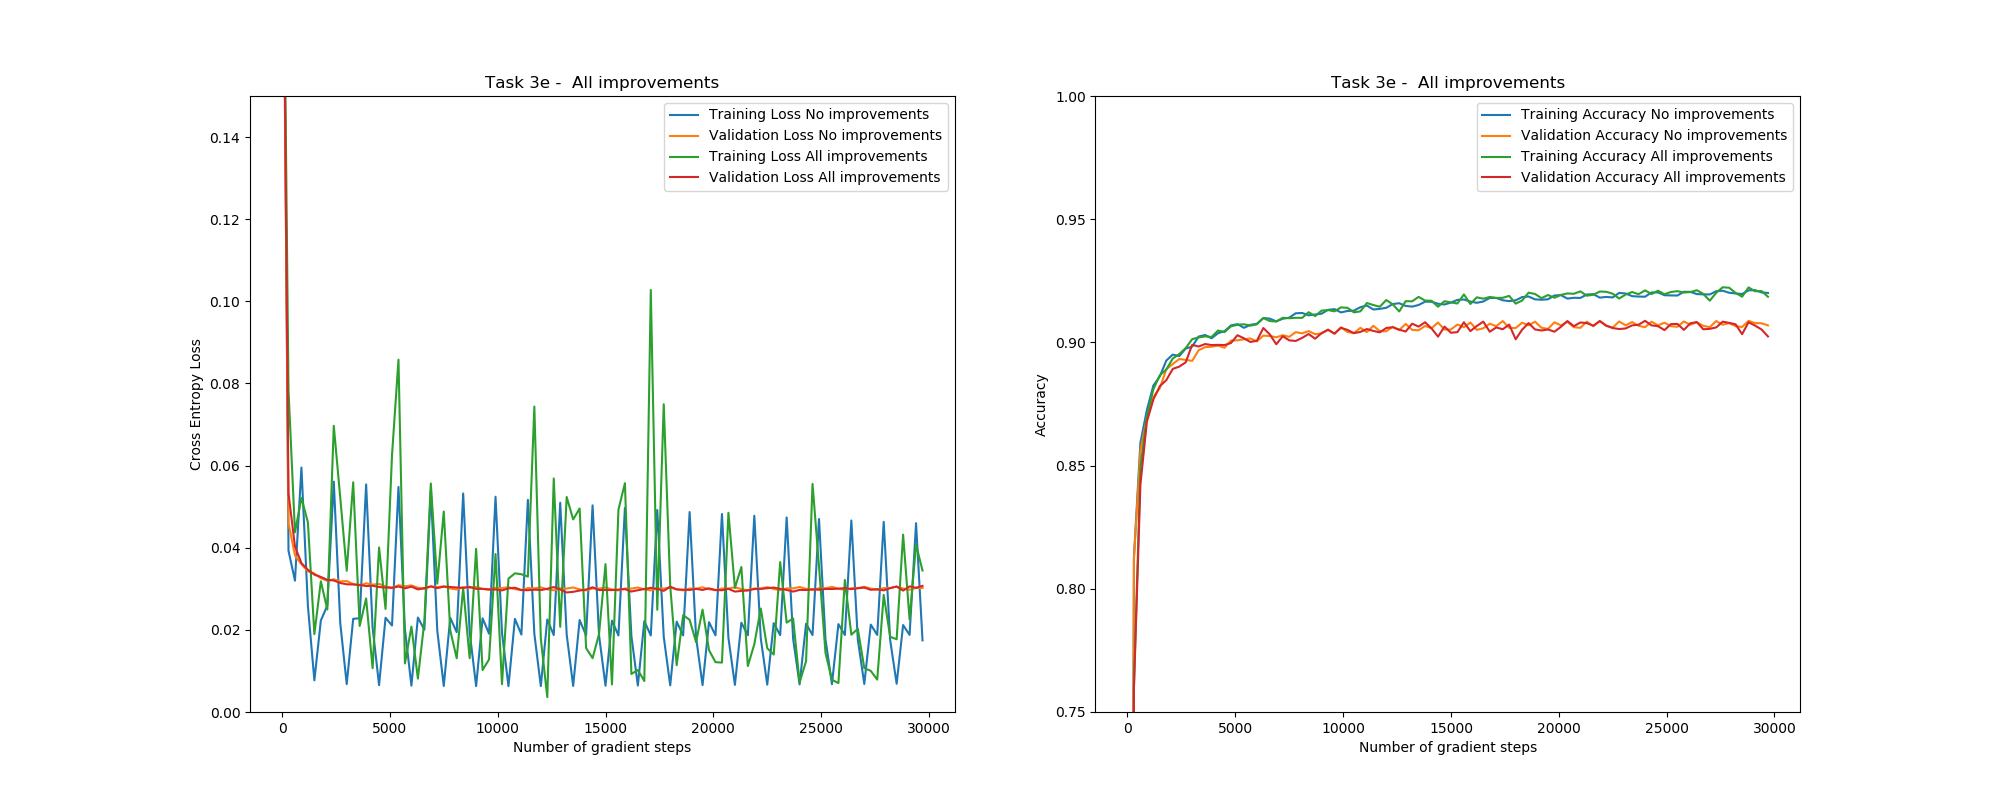 Task 3e -  All improvements
Cross Entropy Loss
0.14
0.12
0.10
0.08
0.06
0.04
0.02
0.00
Training Loss No improvements
Validation Loss No improvements
Training Loss All improvements
Validation Loss All improvements
0 5000 10000 15000 20000 25000 30000
Number of gradient steps
Task 3e -  All improvements
Accuracy
1.00
0.95
0.90
0.85
0.80
0.75
Training Accuracy No improvements
Validation Accuracy No improvements
Training Accuracy All improvements
Validation Accuracy All improvements
0 5000 10000 15000 20000 25000 30000
Number of gradient steps